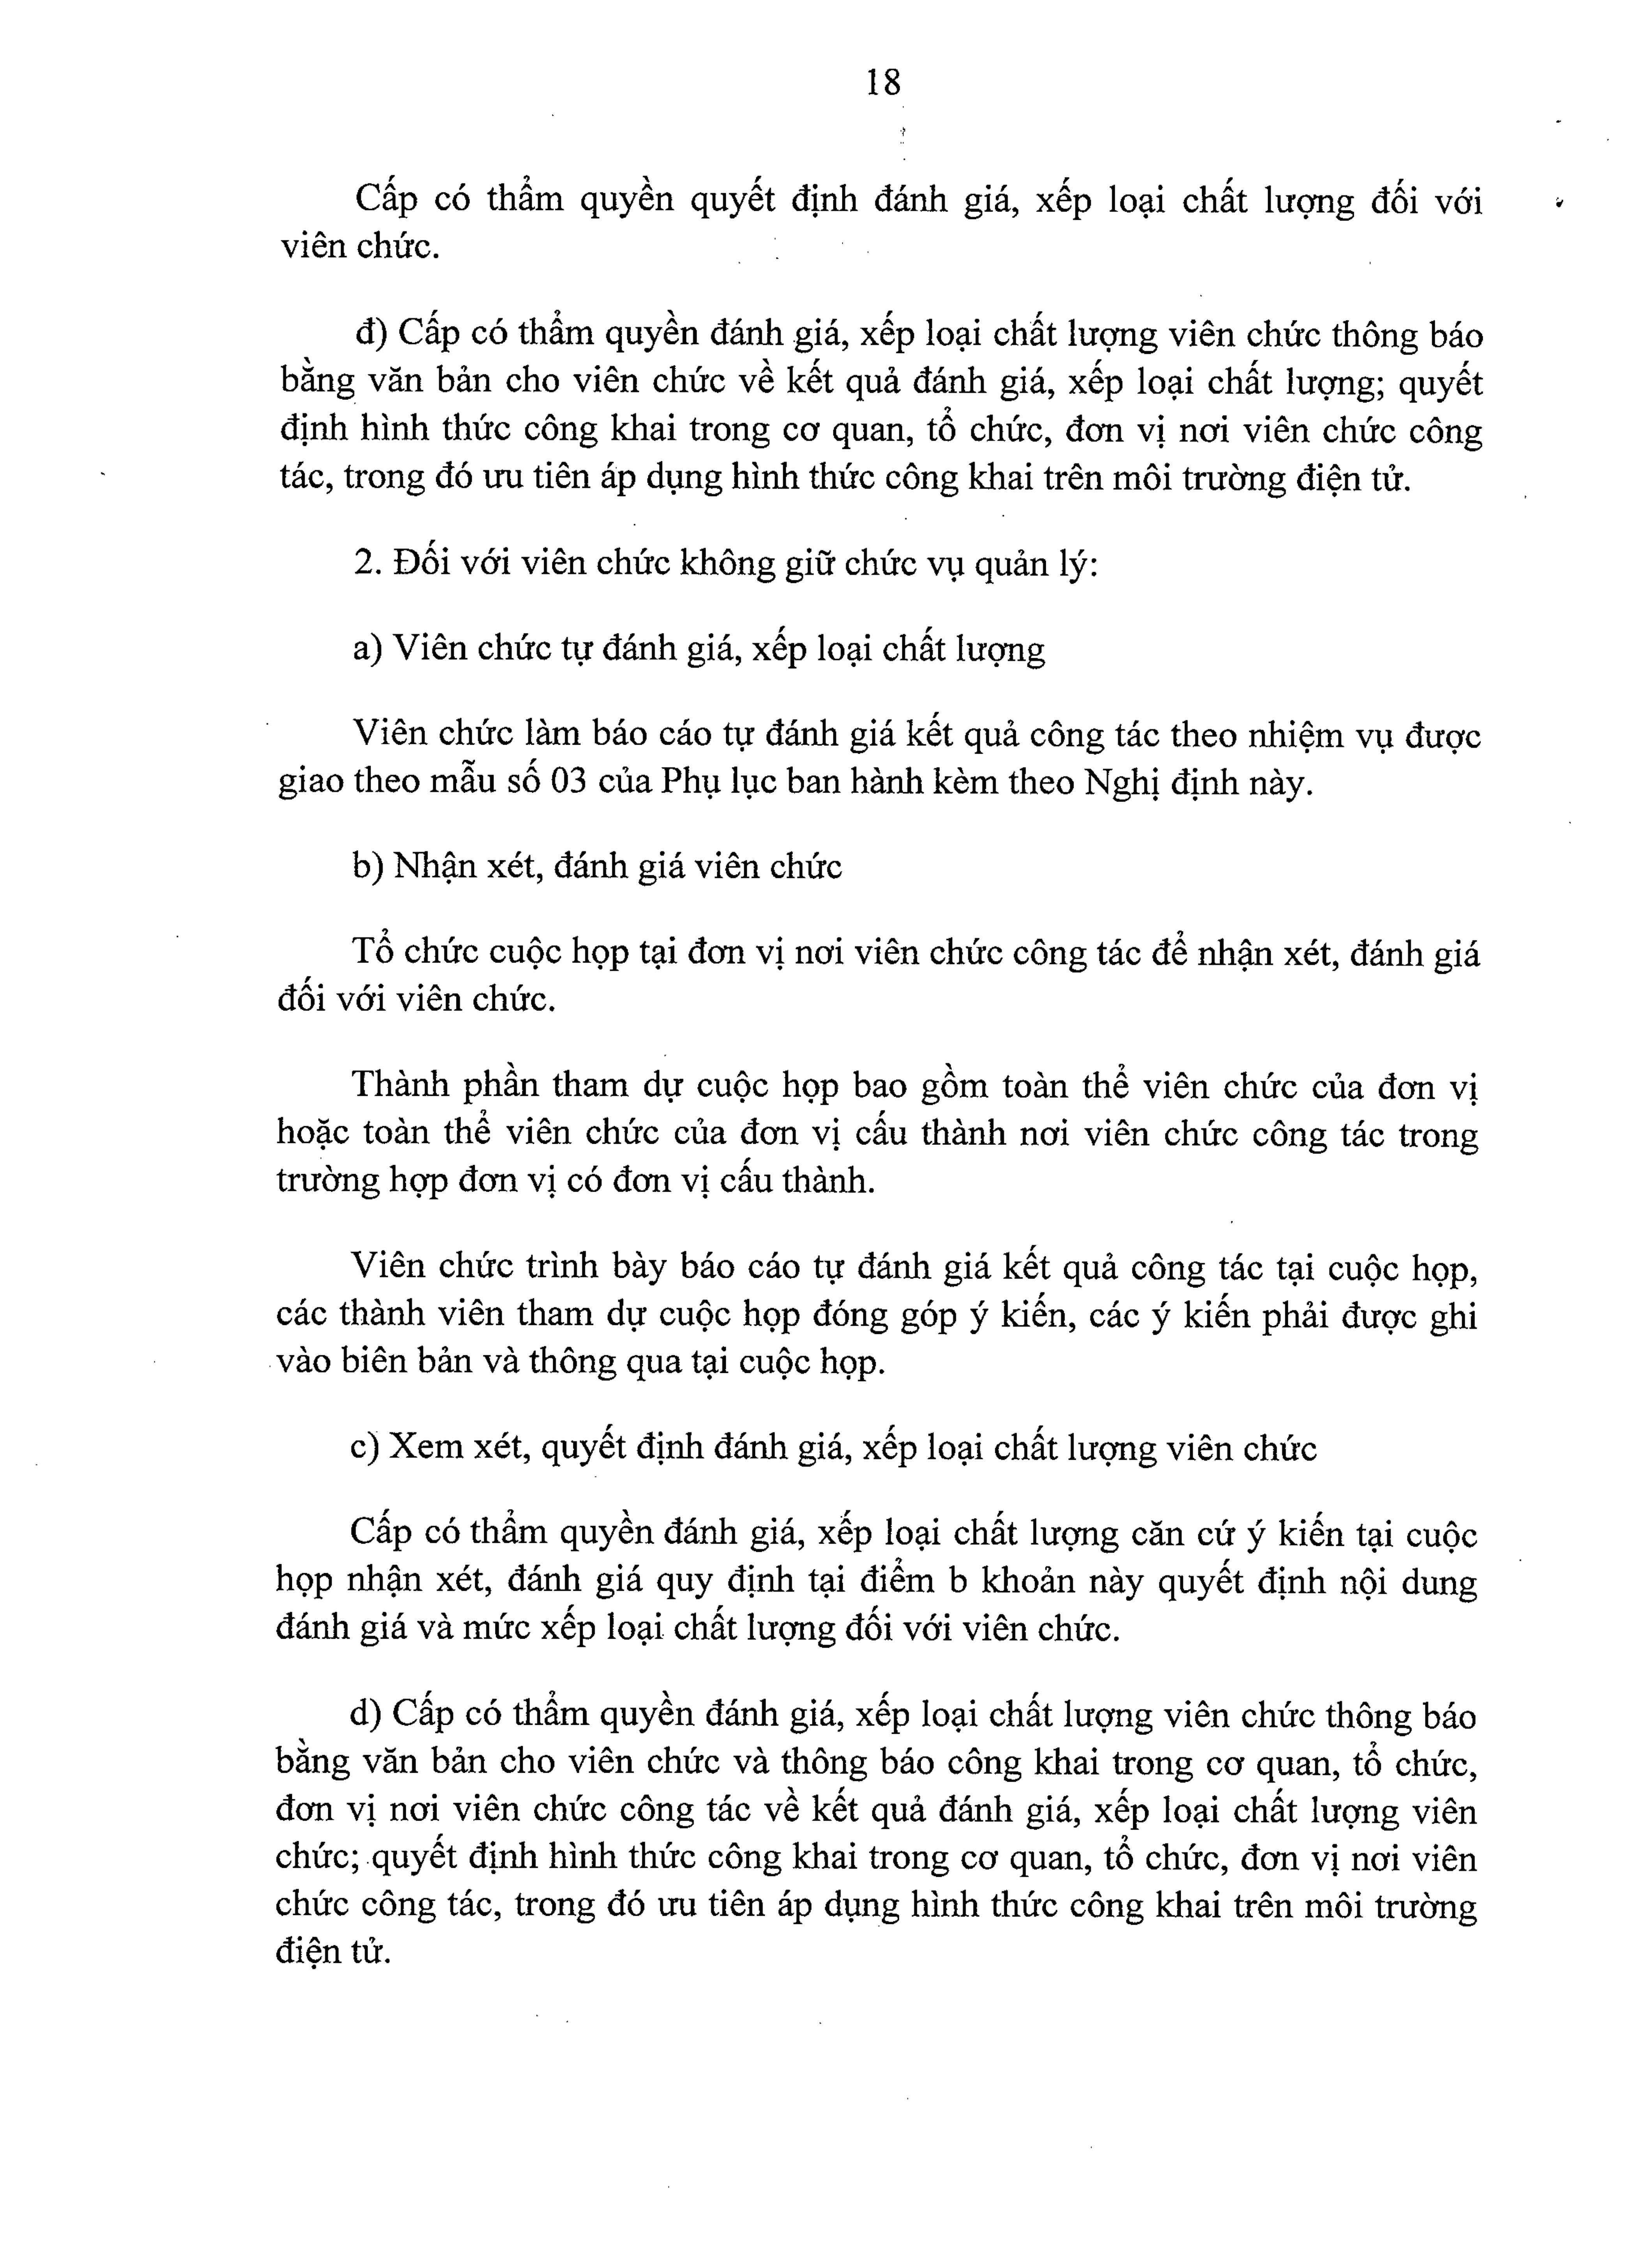 18
Cấp có thẩm quyền quyết định đánh giá, xếp loại chất lượng đối với
viên chức.
đ) Cấp có thẩm quyền đánh giá, xếp loại chất lượng viên chức thông báo
bằng văn bản cho viên chức về kết quả đánh giá, xếp loại chất lượng; quyết
định hình thức công khai trong cơ quan, tổ chức, đơn vị nơi viên chức công
tác, trong đó ưu tiên áp dụng hình thức công khai trên môi trường điện tử.
2. Đối với viên chức không giữ chức vụ quản lý:
a) Viên chức tự đánh giá, xếp loại chất lượng
Viên chức làm báo cáo tự đánh giá kết quả công tác theo nhiệm vụ được
giao theo mẫu số 03 của Phụ lục ban hành kèm theo Nghị định này.
b) Nhận xét, đánh giá viên chức
Tổ chức cuộc họp tại đơn vị nơi viên chức công tác để nhận xét, đánh giá
đối với viên chức.
Thành phần tham dự cuộc họp bao gồm toàn thể viên chức của đơn vị
hoặc toàn thể viên chức của đơn vị cấu thành nơi viên chức công tác trong
trường hợp đơn vị có đơn vị cấu thành.
Viên chức trình bày báo cáo tự đánh giá kết quả công tác tại cuộc họp,
các thành viên tham dự cuộc họp đóng góp ý kiến, các ý kiến phải được ghi
vào biên bản và thông qua tại cuộc họp.
c) Xem xét, quyết định đánh giá, xếp loại chất lượng viên chức
Cấp có thẩm quyền đánh giá, xếp loại chất lượng căn cứ ý kiến tại cuộc
họp nhận xét, đánh giá quy định tại điểm b khoản này quyết định nội dung
đánh giá và mức xếp loại chất lượng đối với viên chức.
d) Cấp có thẩm quyền đánh giá, xếp loại chất lượng viên chức thông báo
bằng văn bản cho viên chức và thông báo công khai trong cơ quan, tổ chức,
đơn vị nơi viên chức công tác về kết quả đánh giá, xếp loại chất lượng viên
chức; quyết định hình thức công khai trong cơ quan, tổ chức, đơn vị nơi viên
chức công tác, trong đó ưu tiên áp dụng hình thức công khai trên môi trường
điện tử.